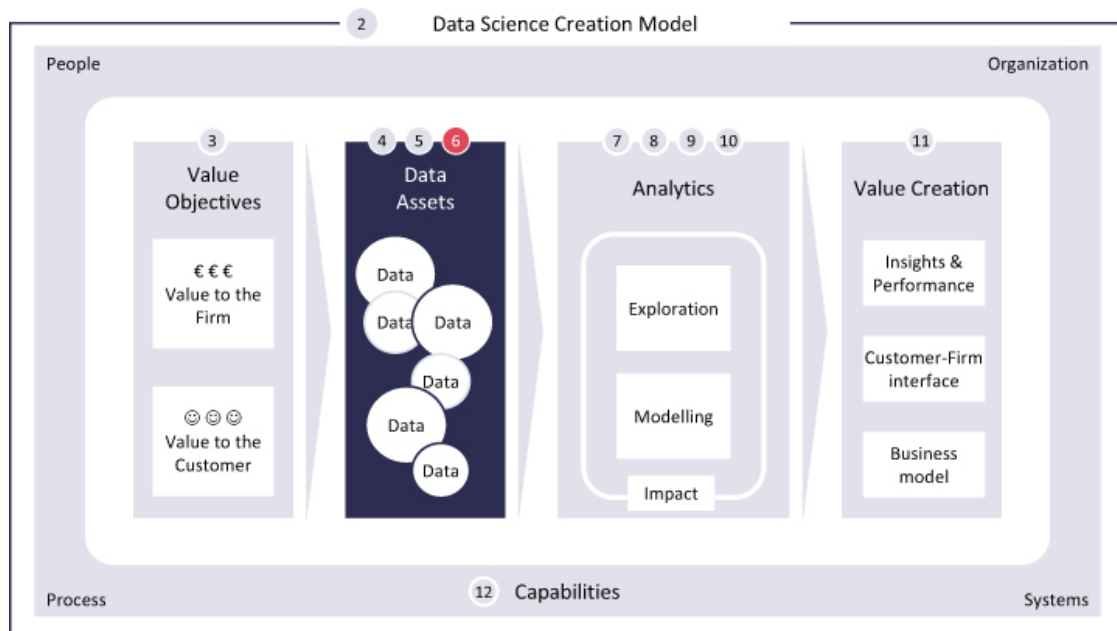 2 Data Science Creation Model
People
Organization
3
Value
Objectives
€ € €
Value to the
Firm
☺ ☺ ☺
Value to the
Customer
4 5 6
Data
Assets
Data
Data
Data
Data
Data
Data
7 8 9 10
Analytics
Exploration
Modelling
Impact
11
Value Creation
Insights &
Performance
Customer-Firm
interface
Business
model
Process
12 Capabilities
Systems